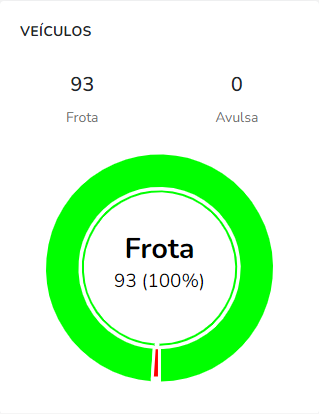 VEÍCULOS
93 0
Frota Avulsa
Frota
93 (100%)